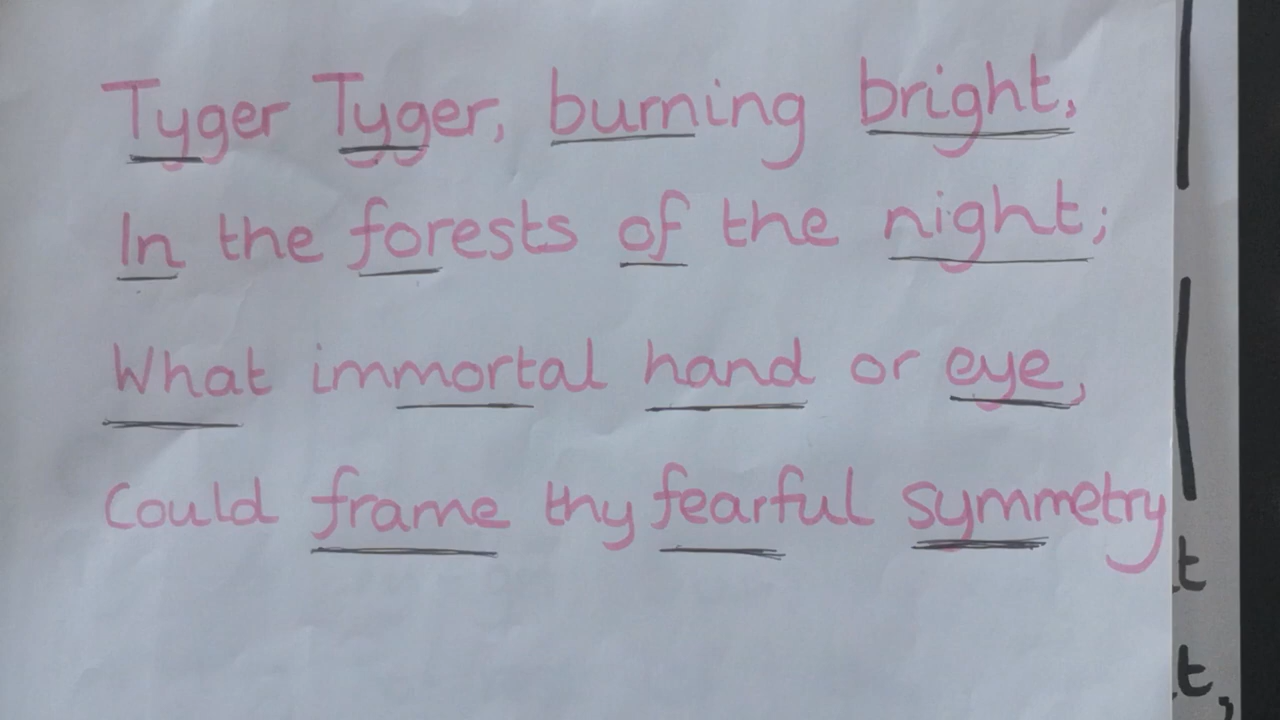 Tyger Tyger, burning bright,
In the forests of the night;
What immortal hand or eye,
Could frame thy fearful symmetry
t
t,